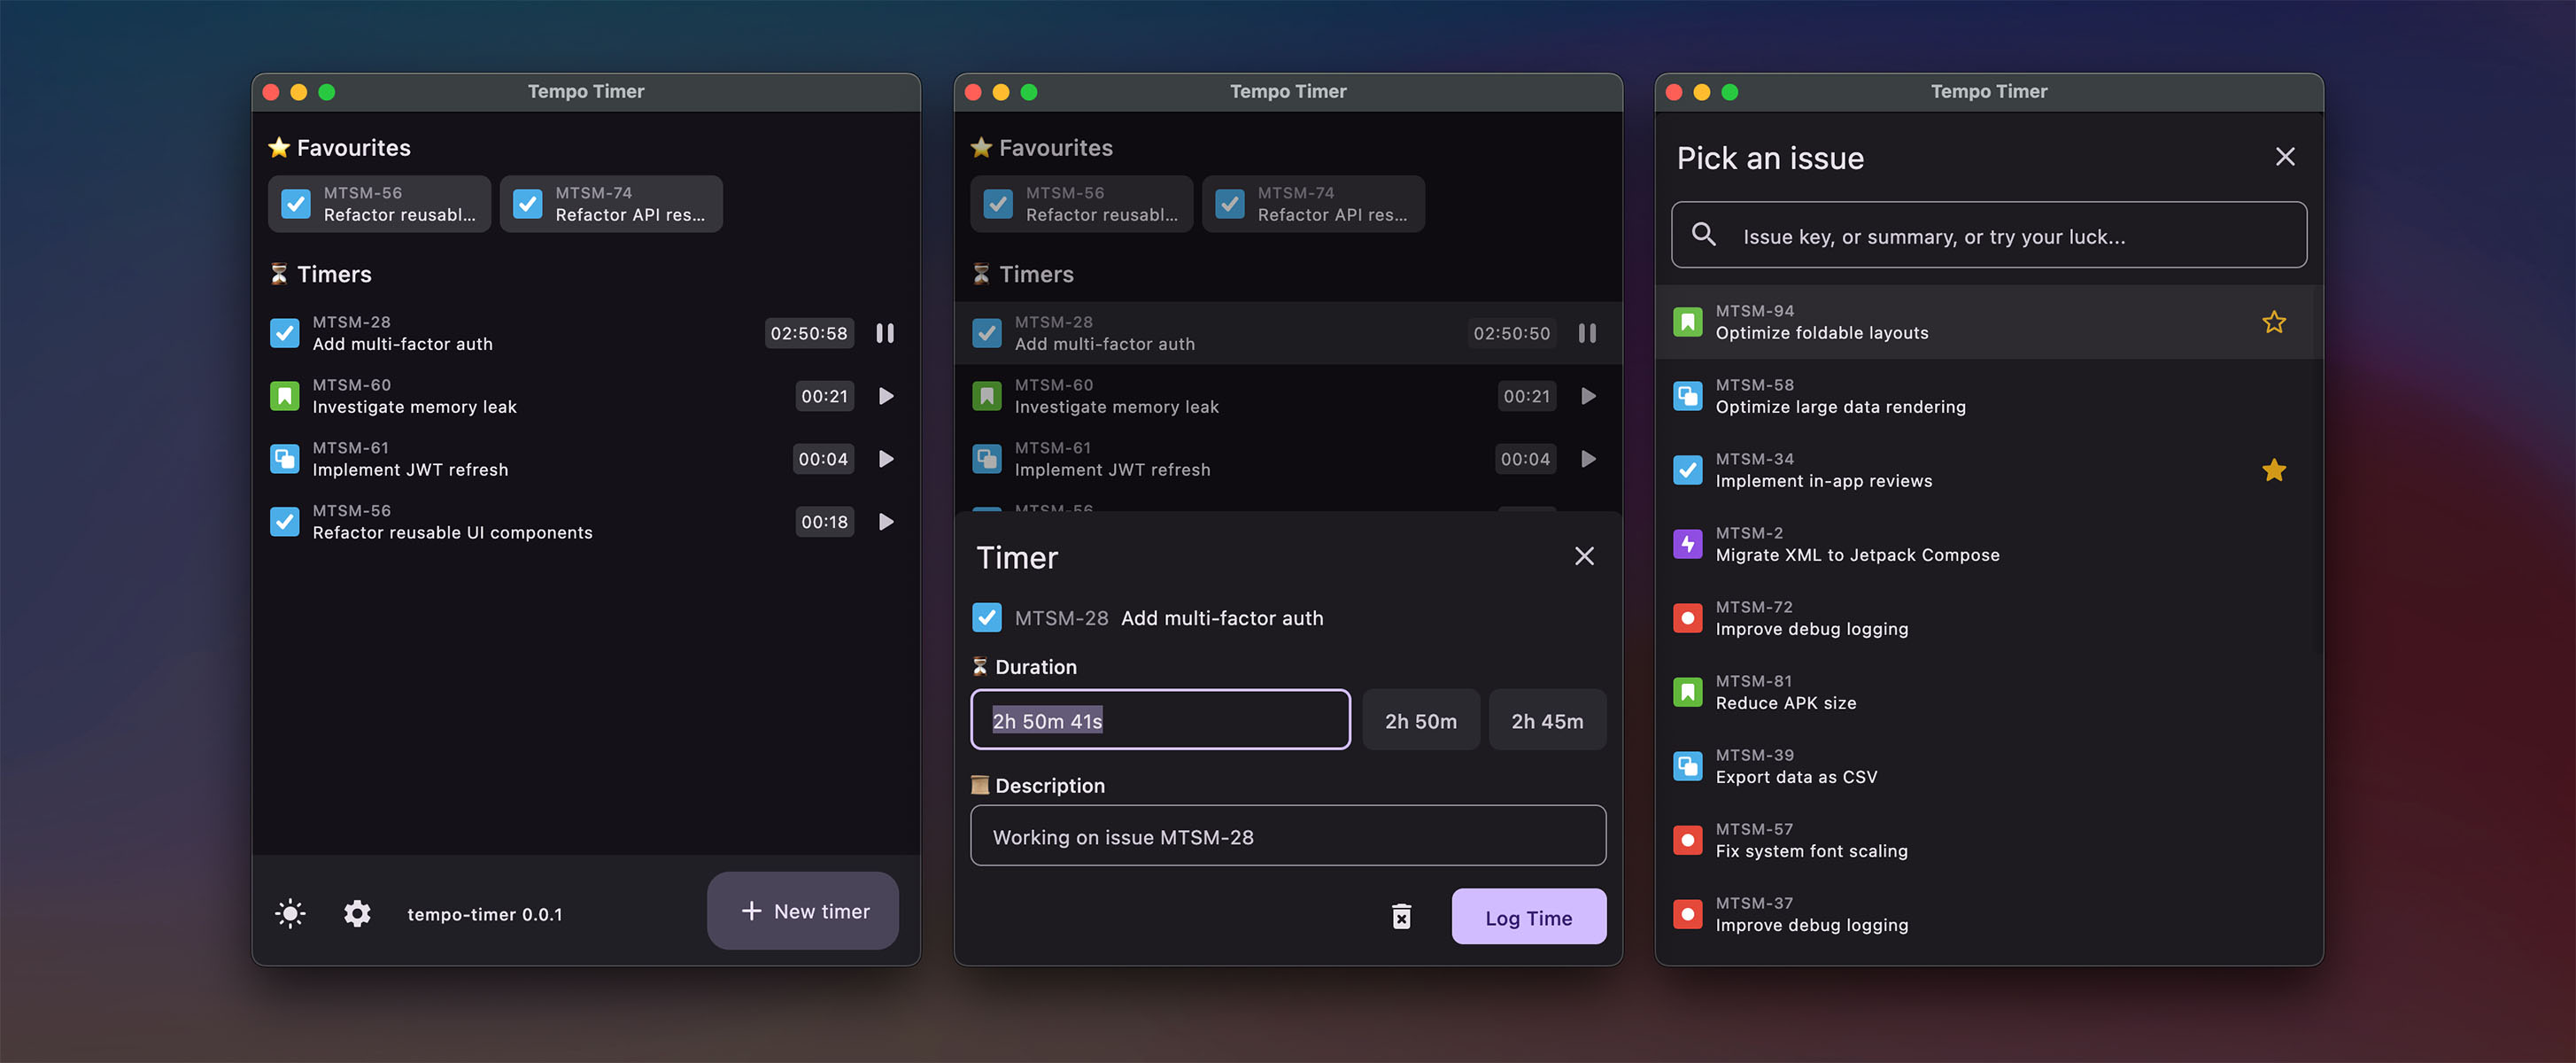 Tempo Timer
Favourites
MTSM-56
Refactor reusabl...
MTSM-74
Refactor API res...
Timers
MTSM-28
Add multi-factor auth
02:50:58
MTSM-60
Investigate memory leak
00:21
MTSM-61
Implement JWT refresh
00:04
MTSM-56
Refactor reusable UI components
00:18
tempo-timer 0.0.1
New timer
Tempo Timer
Favourites
MTSM-56
Refactor reusabl...
MTSM-74
Refactor API res...
Timers
MTSM-28
Add multi-factor auth
02:50:50
MTSM-60
Investigate memory leak
00:21
MTSM-61
Implement JWT refresh
00:04
MTSM-56
Timer
MTSM-28 Add multi-factor auth
Duration
2h 50m 41s
2h 50m
2h 45m
Description
Working on issue MTSM-28
Log Time
Tempo Timer
Pick an issue
Issue key, or summary, or try your luck...
MTSM-94
Optimize foldable layouts
MTSM-58
Optimize large data rendering
MTSM-34
Implement in-app reviews
MTSM-2
Migrate XML to Jetpack Compose
MTSM-72
Improve debug logging
MTSM-81
Reduce APK size
MTSM-39
Export data as CSV
MTSM-57
Fix system font scaling
MTSM-37
Improve debug logging